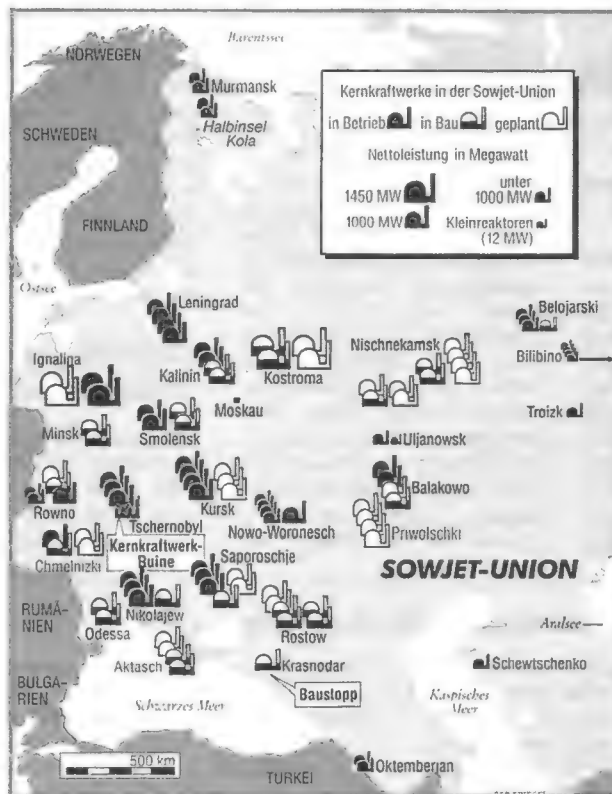 Barentssee
NORWEGEN
Murmansk
Halbinsel
Kola
SCHWEDEN
FINNLAND
Kernkraftwerke in der Sowjet-Union
in Betrieb in Bau geplant
Nettoleistung in Megawatt
1450 MW unter
1000 MW
1000 MW Kleinreaktoren
(12 MW)
Ostsee
Leningrad
Belojarski
Ignaliga
Kalinin
Kostroma
Nischnekamsk
Bilibino
Moskau
Minsk
Smolensk
Troizk
Uljanowsk
Rowno
Tschernobyl
Kursk
Nowo-Woronesch
Balakowo
Priwolschki
Chmelnizki
Kernkraftwerk-
Ruine
Saporoschje
SOWJET-UNION
RUMÄ-
NIEN
Odessa
Nikolajew
Rostow
Aralsee
Aktasch
Krasnodar
Schewtschenko
BULGA-
RIEN
Baustopp
Schwarzes Meer
Kaspisches
Meer
500 km
TÜRKEI
Oktemberjan